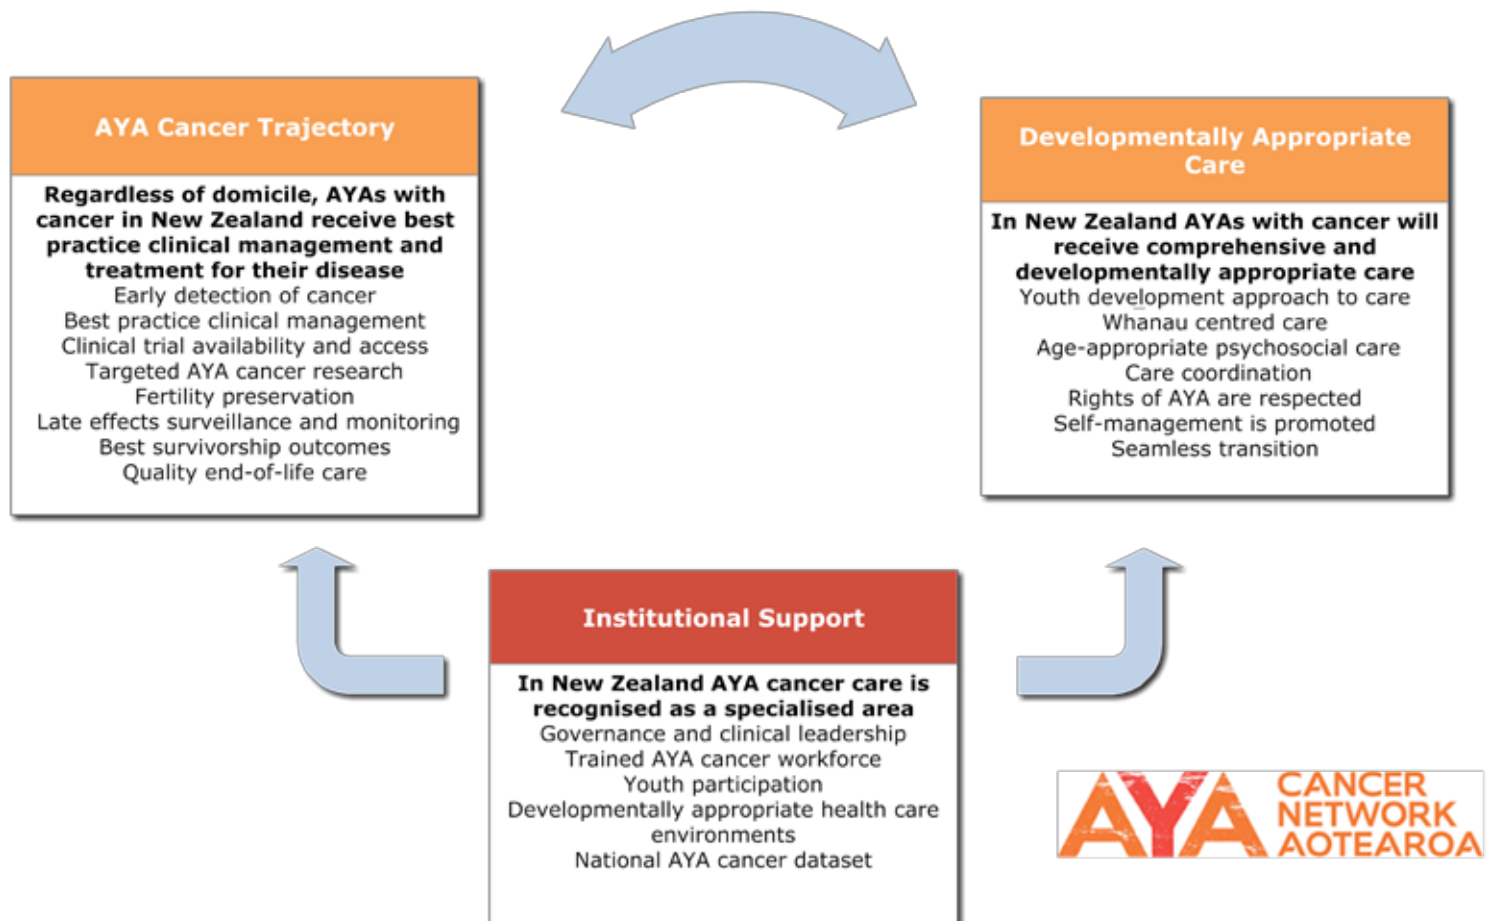 AYA Cancer Trajectory
Regardless of domicile, AYAs with
cancer in New Zealand receive best
practice clinical management and
treatment for their disease
Early detection of cancer
Best practice clinical management
Clinical trial availability and access
Targeted AYA cancer research
Fertility preservation
Late effects surveillance and monitoring
Best survivorship outcomes
Quality end-of-life care
Developmentally Appropriate
Care
In New Zealand AYAs with cancer will
receive comprehensive and
developmentally appropriate care
Youth development approach to care
Whanau centred care
Age-appropriate psychosocial care
Care coordination
Rights of AYA are respected
Self-management is promoted
Seamless transition
Institutional Support
In New Zealand AYA cancer care is
recognised as a specialised area
Governance and clinical leadership
Trained AYA cancer workforce
Youth participation
Developmentally appropriate health care
environments
National AYA cancer dataset
AYA
CANCER
NETWORK
AOTEAROA